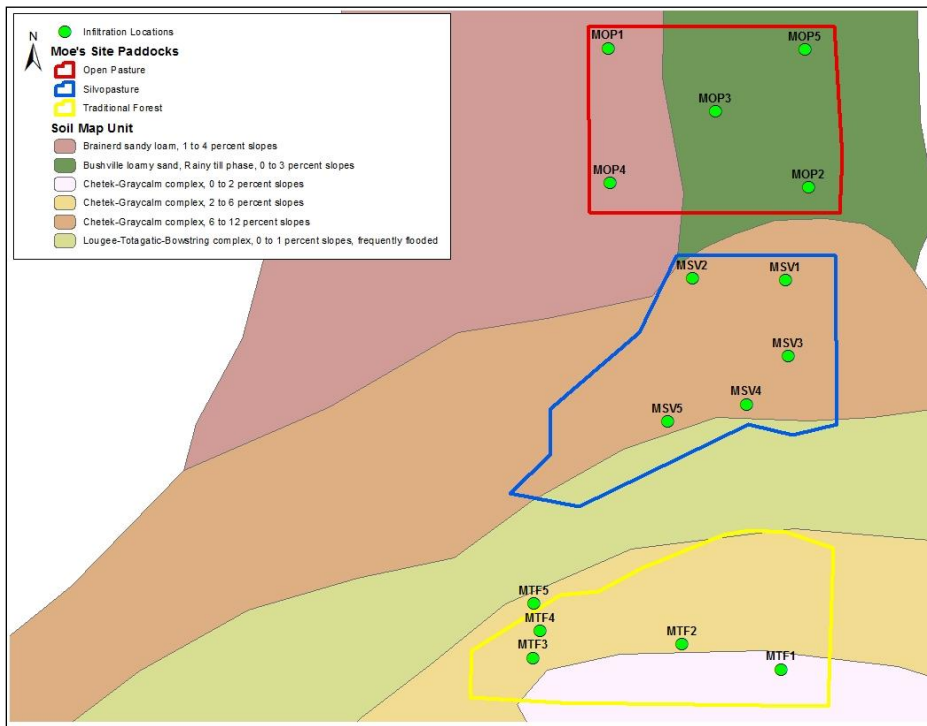 N
Infiltration Locations
Moe's Site Paddocks
Open Pasture
Silvopasture
Traditional Forest
Soil Map Unit
Brainerd sandy loam, 1 to 4 percent slopes
Bushville loamy sand, Rainy till phase, 0 to 3 percent slopes
Chetek-Graycalm complex, 0 to 2 percent slopes
Chetek-Graycalm complex, 2 to 6 percent slopes
Chetek-Graycalm complex, 6 to 12 percent slopes
Lougee-Totagatic-Bowstring complex, 0 to 1 percent slopes, frequently flooded
MOP1
MOP5
MOP3
MOP4
MOP2
MSV2
MSV1
MSV3
MSV4
MSV5
MTF5
MTF4
MTF2
MTF3
MTF1